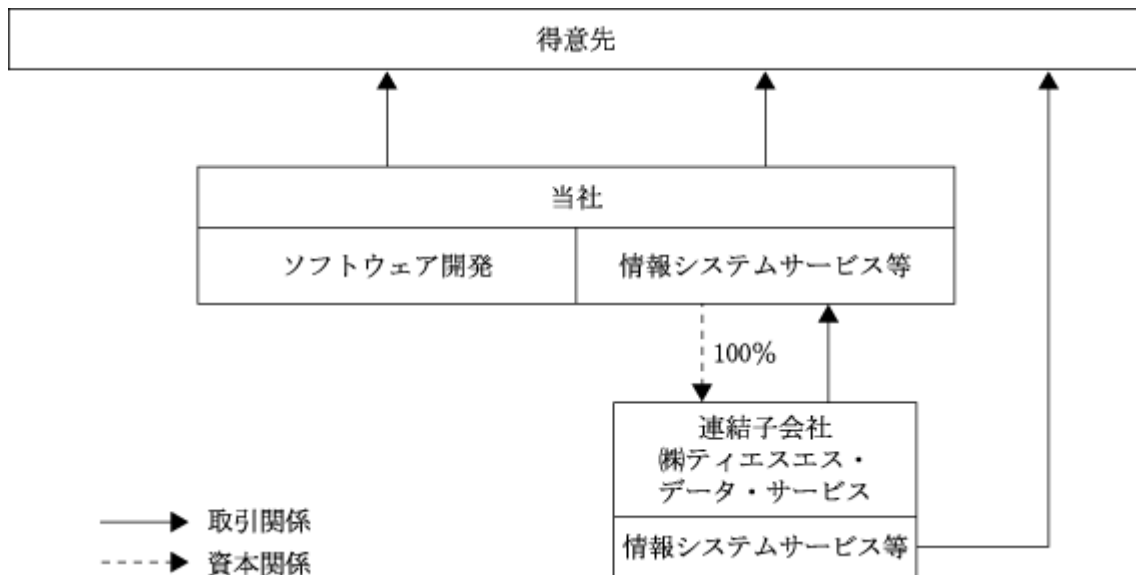 得意先
当社
ソフトウェア開発
情報システムサービス等
100%
連結子会社
㈱ティエスエス・
データ・サービス
情報システムサービス等
取引関係
資本関係